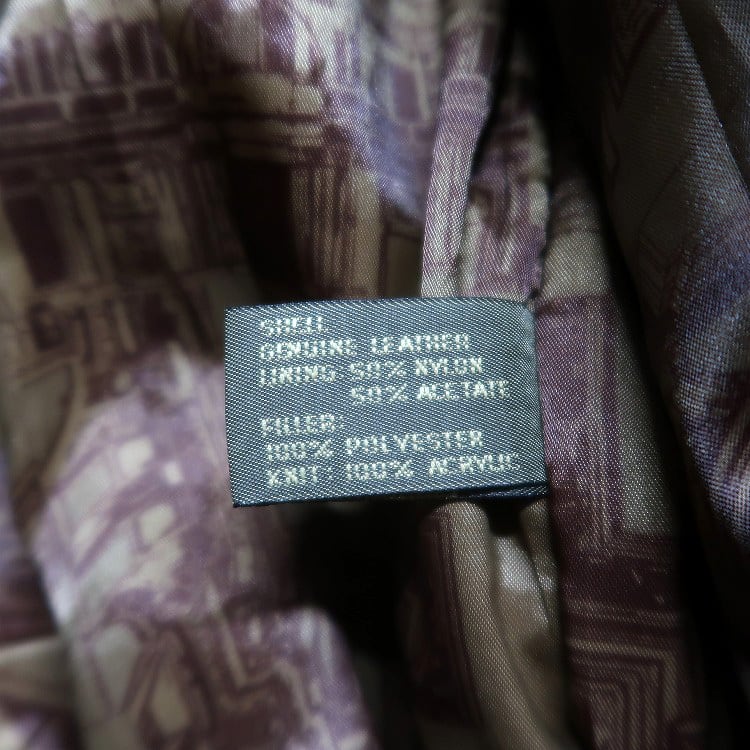 SHELL
GENUINE LEATHER
LINING 50% NYLON
50% ACETATE
FILLER:
100% POLYESTER
KNIT: 100% ACRYLIC